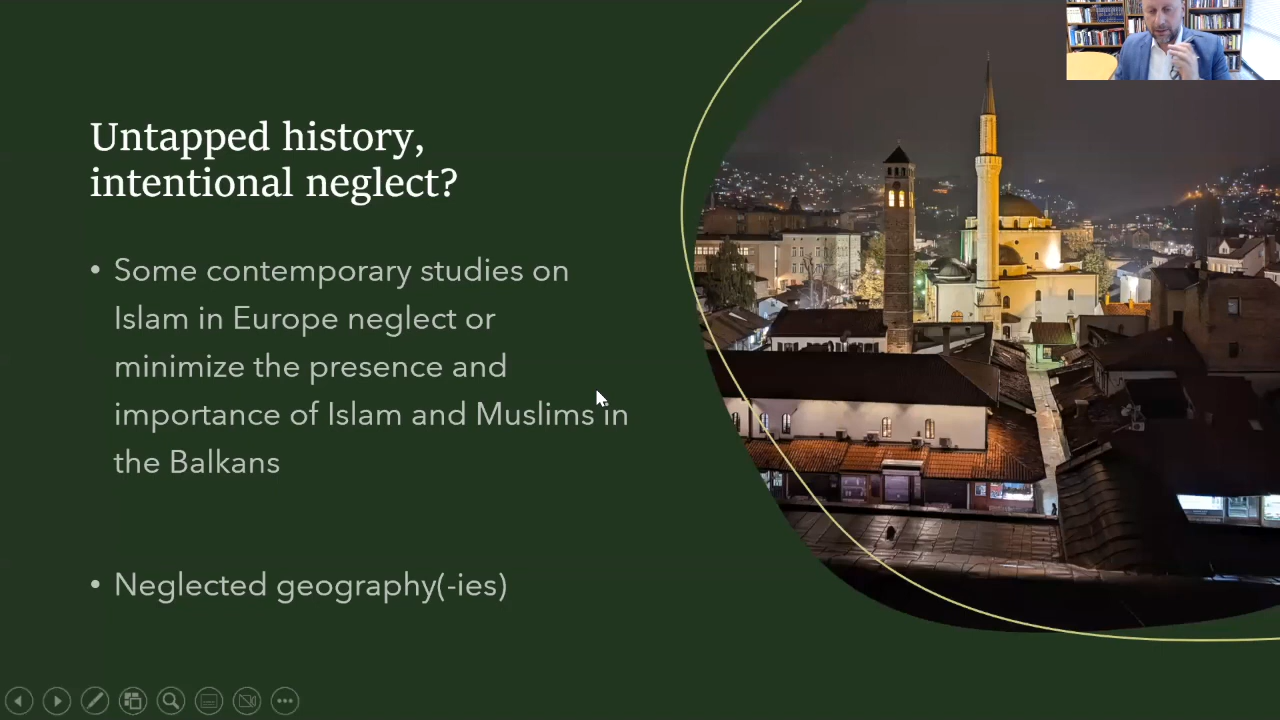 Untapped history,
intentional neglect?
• Some contemporary studies on
Islam in Europe neglect or
minimize the presence and
importance of Islam and Muslims in
the Balkans
• Neglected geography(-ies)